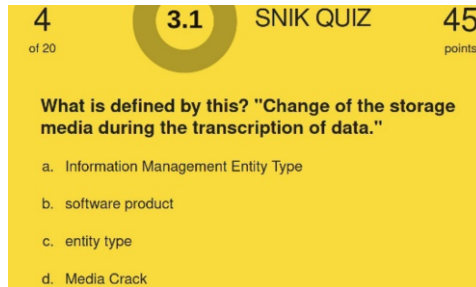 4
of 20
3.1
SNIK QUIZ
45
points
What is defined by this? "Change of the storage
media during the transcription of data."
a. Information Management Entity Type
b. software product
c. entity type
d. Media Crack